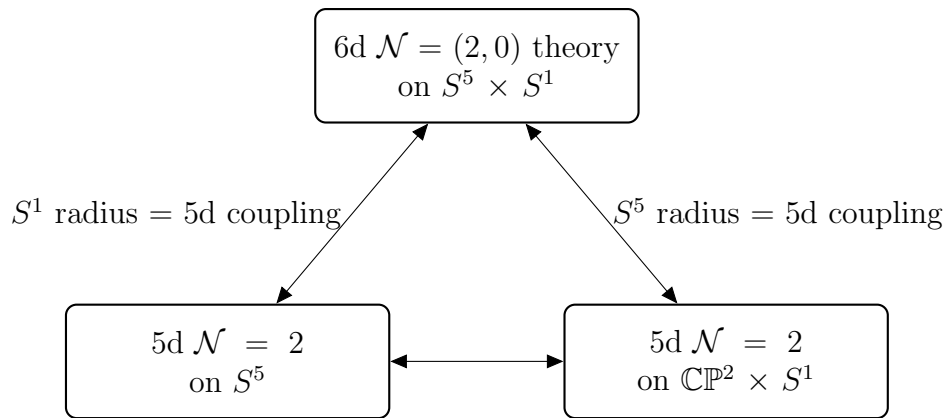 6d 𝒩 = (2, 0) theory
on S⁵ × S¹
S¹ radius = 5d coupling
S⁵ radius = 5d coupling
5d 𝒩 = 2
on S⁵
5d 𝒩 = 2
on ℂℙ² × S¹